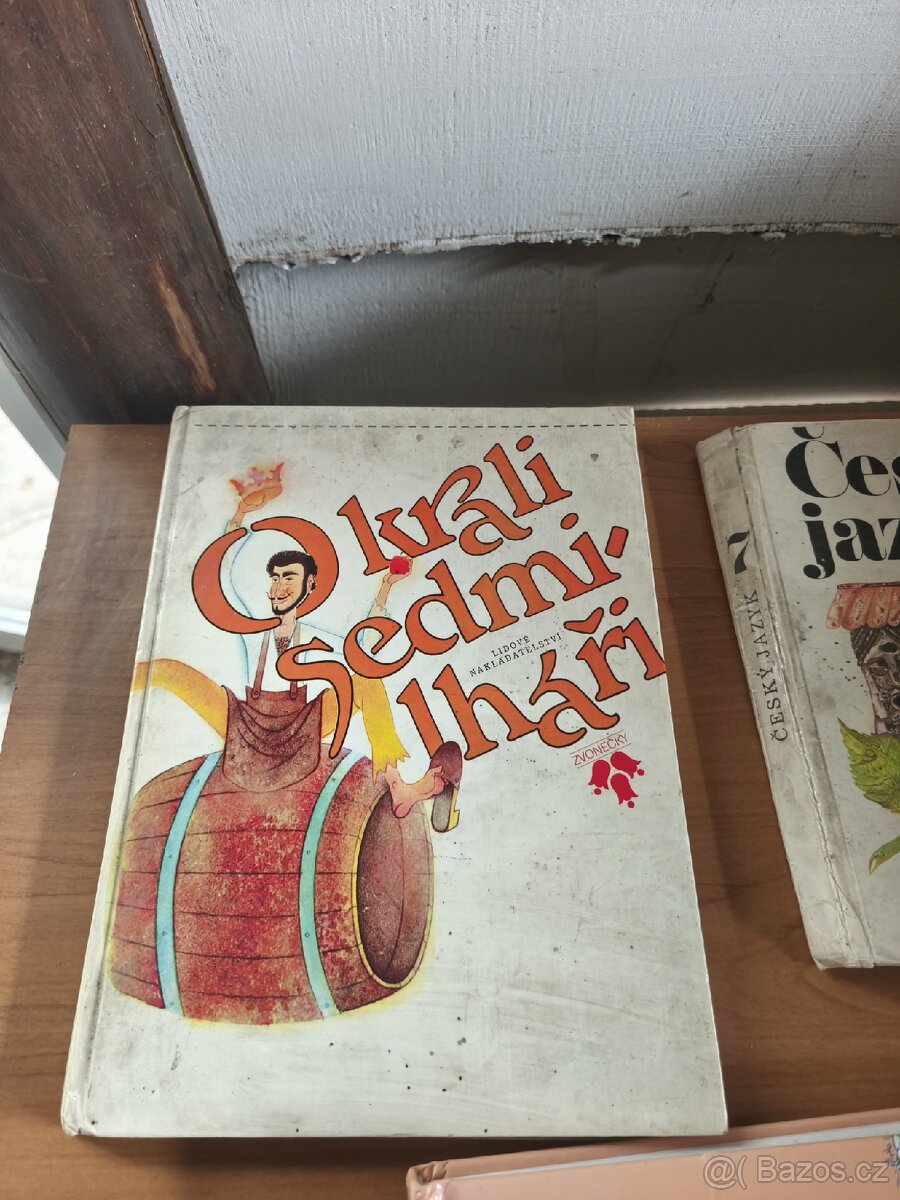 O králi
sedmi-
lháři
LIDOVÉ
NAKLADATELSTVÍ
ZVONEČKY
Čes
jaz
7
ČESKÝ JAZYK
@( Bazos.cz